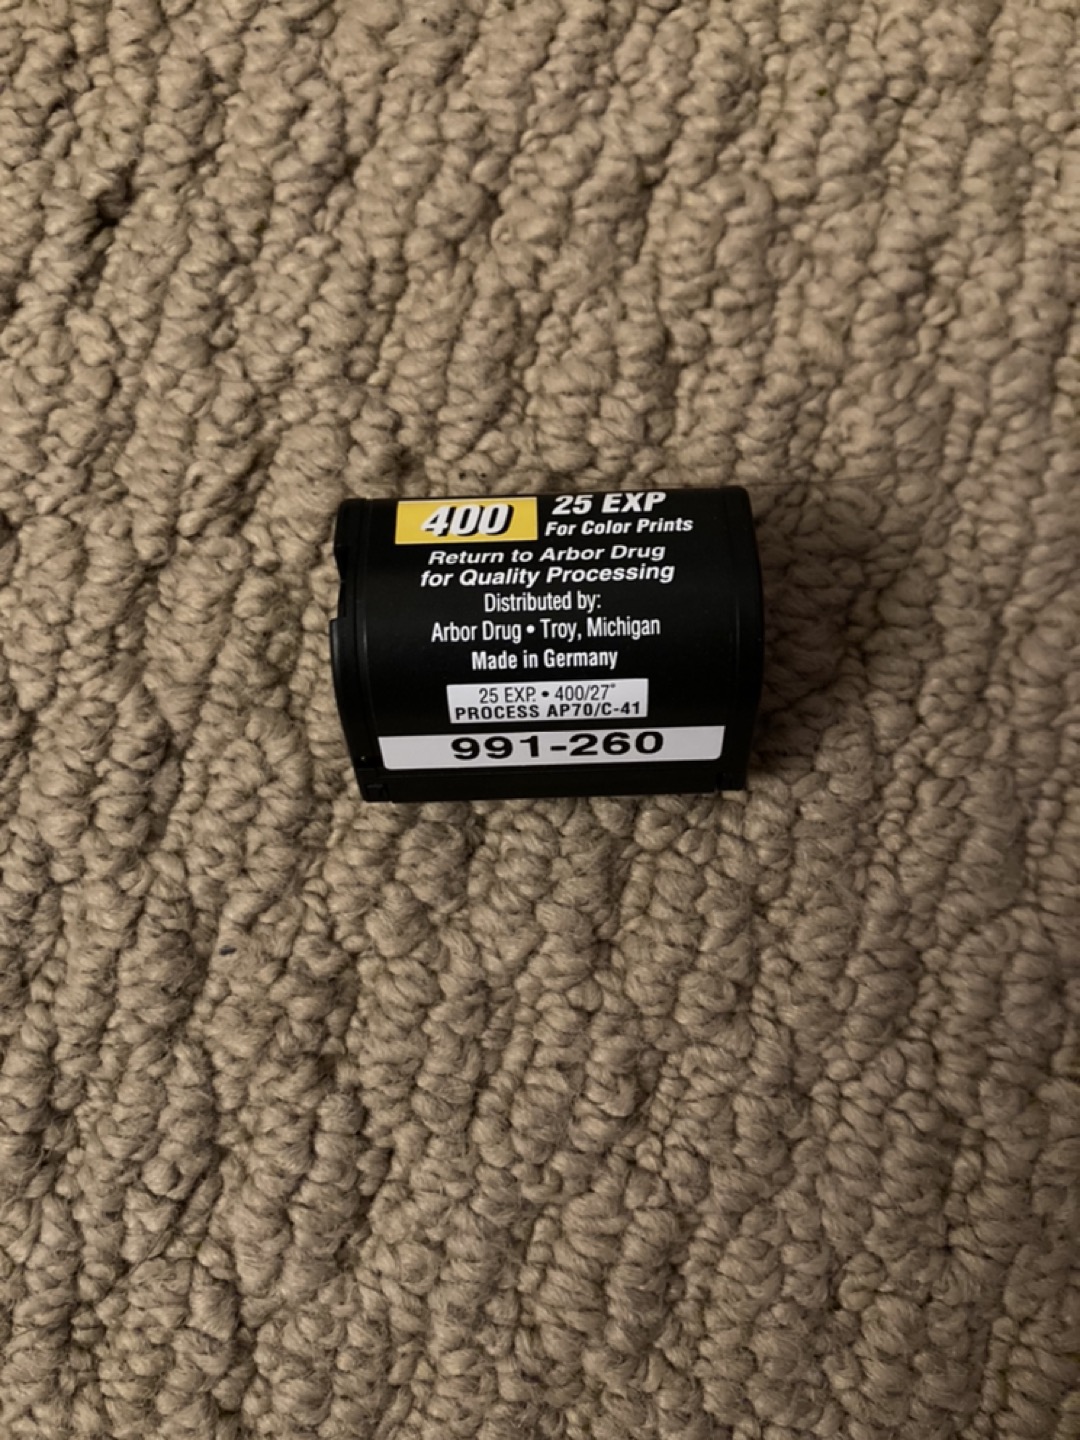 400 25 EXP
For Color Prints
Return to Arbor Drug
for Quality Processing
Distributed by:
Arbor Drug • Troy, Michigan
Made in Germany
25 EXP. • 400/27°
PROCESS AP70/C-41
991-260